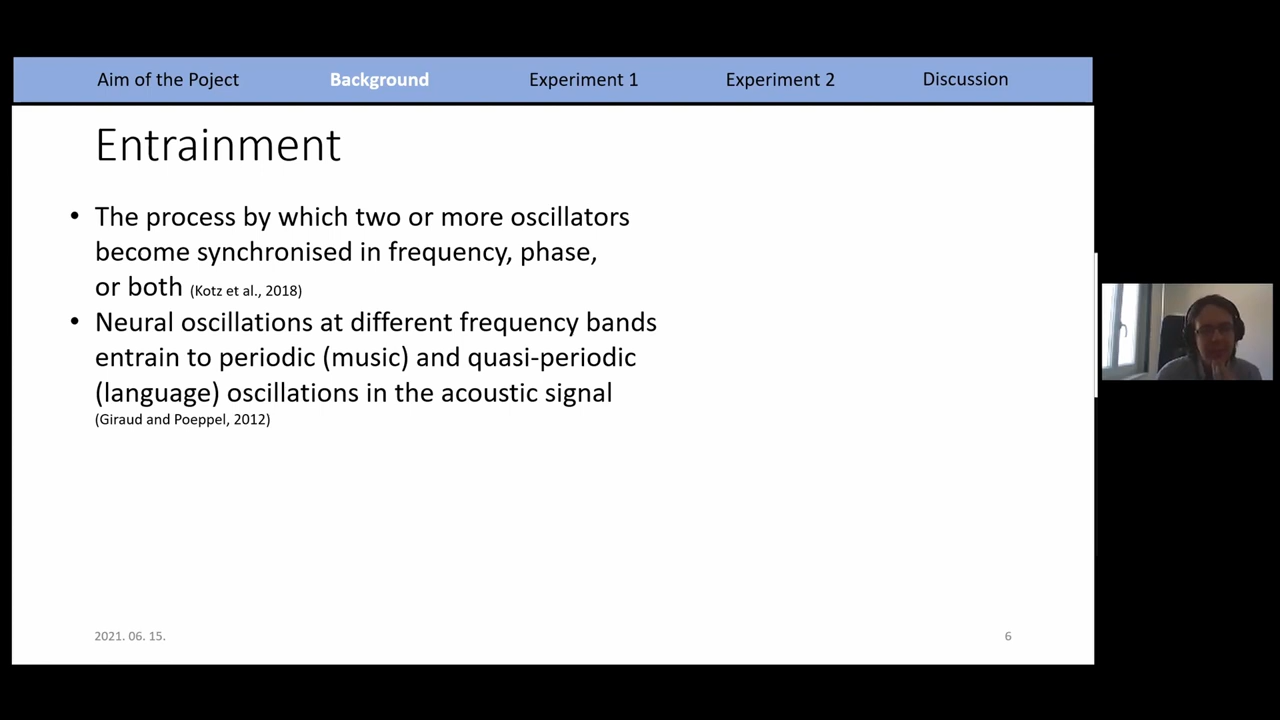 Aim of the Poject Background Experiment 1 Experiment 2 Discussion
Entrainment
• The process by which two or more oscillators
become synchronised in frequency, phase,
or both (Kotz et al., 2018)
• Neural oscillations at different frequency bands
entrain to periodic (music) and quasi-periodic
(language) oscillations in the acoustic signal
(Giraud and Poeppel, 2012)
2021. 06. 15. 6